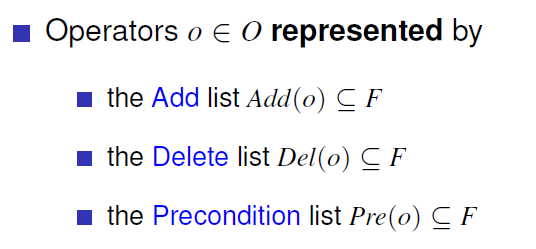 Operators o ∈ O represented by
the Add list Add(o) ⊆ F
the Delete list Del(o) ⊆ F
the Precondition list Pre(o) ⊆ F